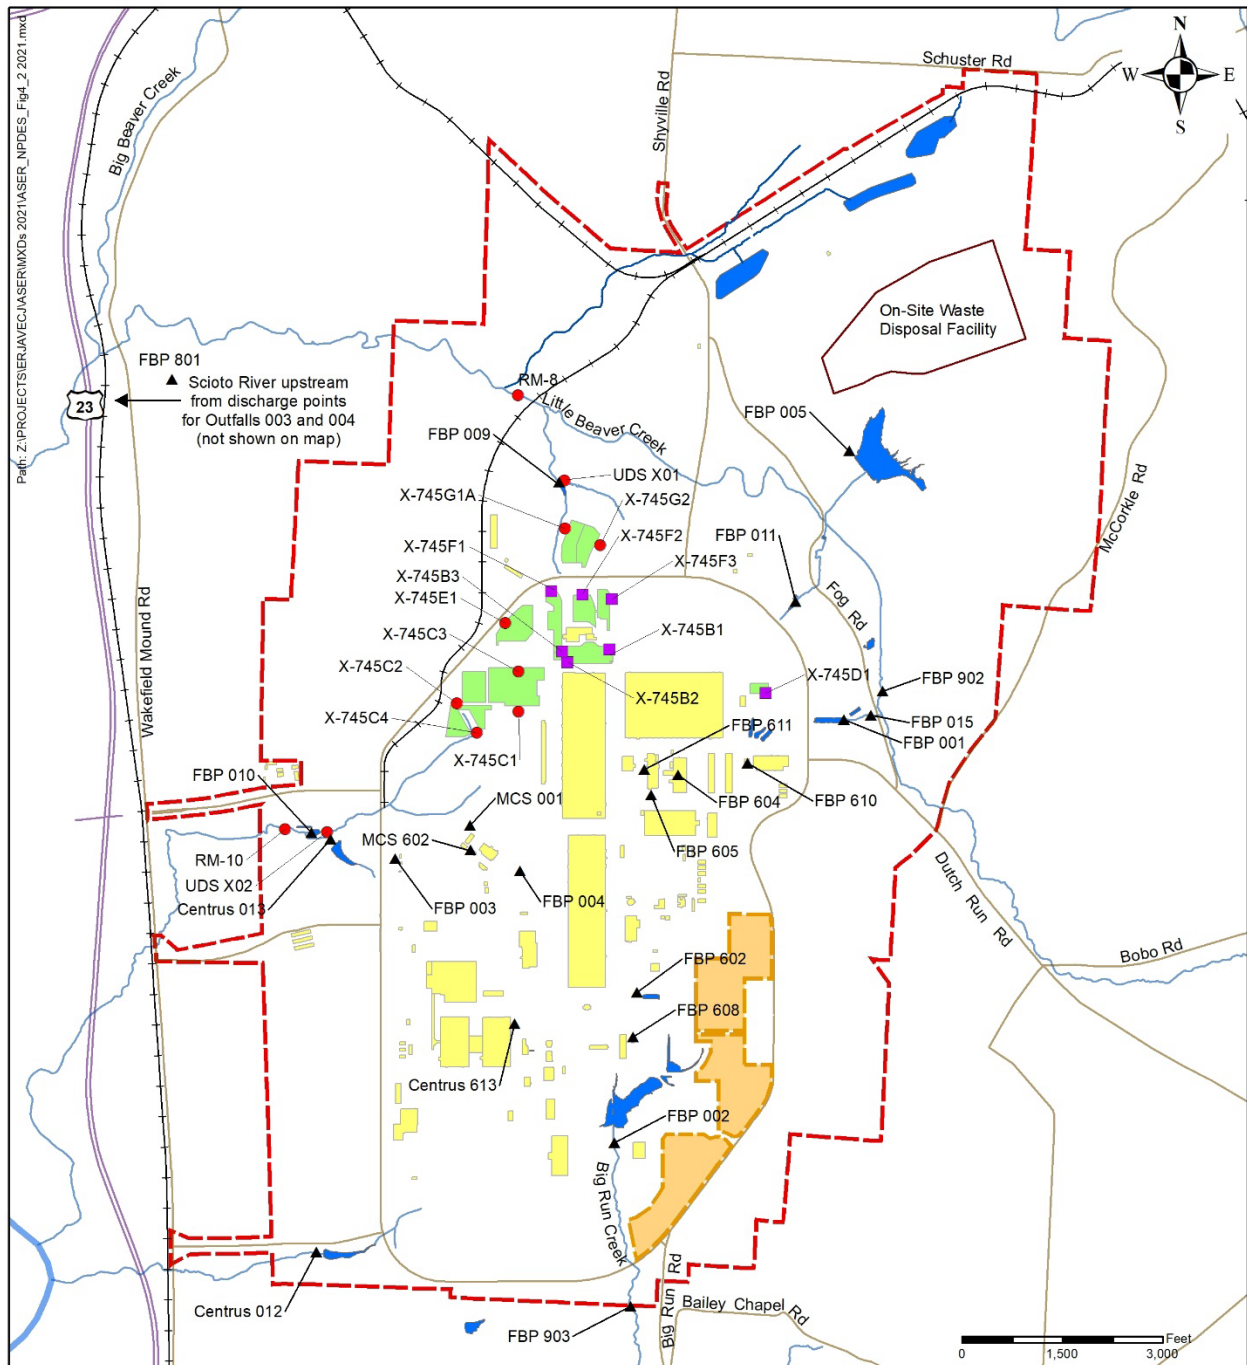 Path: Z:\PROJECTS\ERJAVECJ\ASER\MXDs 2021\ASER_NPDES_Fig4_2 2021.mxd
N
W
E
S
Schuster Rd
Shyville Rd
Big Beaver Creek
On-Site Waste
Disposal Facility
FBP 801
Scioto River upstream
from discharge points
for Outfalls 003 and 004
(not shown on map)
23
RM-8
Little Beaver Creek
FBP 005
FBP 009
UDS X01
X-745G1A
X-745G2
McCorkle Rd
X-745F1
X-745F2
FBP 011
X-745B3
X-745F3
X-745E1
Fog Rd
Wakefield Mound Rd
X-745C3
X-745B1
X-745C2
X-745D1
FBP 902
X-745B2
X-745C4
FBP 015
FBP 611
FBP 001
X-745C1
FBP 010
FBP 604
FBP 610
MCS 001
MCS 602
FBP 605
RM-10
UDS X02
Centrus 013
FBP 003
FBP 004
Dutch Run Rd
Bobo Rd
FBP 602
FBP 608
Centrus 613
FBP 002
Big Run Creek
Big Run Rd
Bailey Chapel Rd
Centrus 012
FBP 903
Feet
0
1,500
3,000